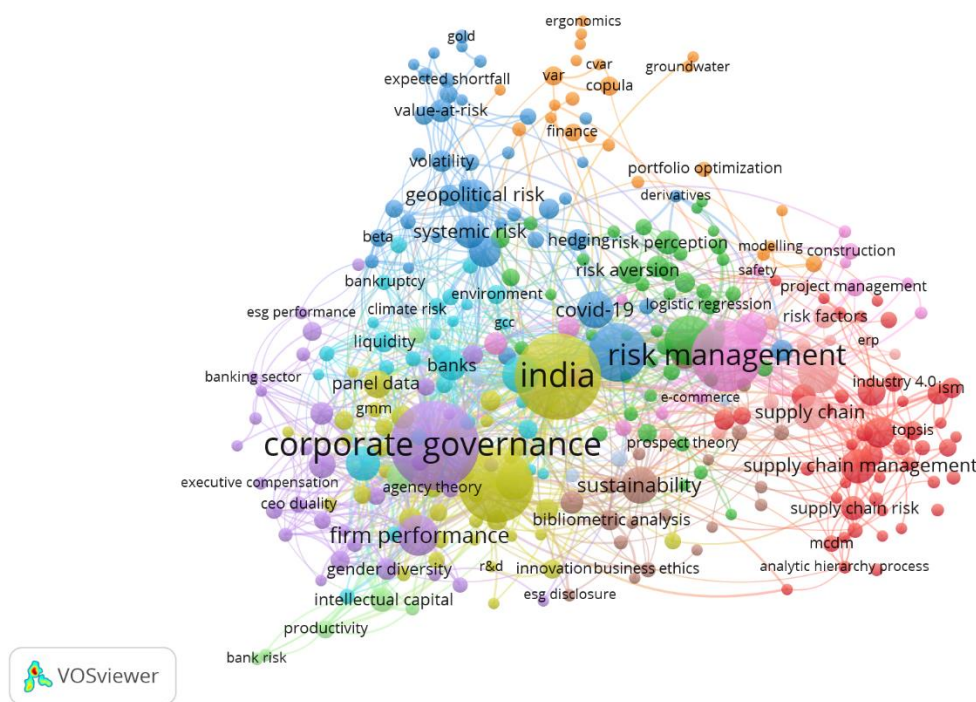 ergonomics
gold
cvar
groundwater
expected shortfall
var
copula
value-at-risk
finance
volatility
portfolio optimization
geopolitical risk
derivatives
beta
systemic risk
hedging
risk perception
modelling
construction
bankruptcy
risk aversion
safety
environment
project management
climate risk
covid-19
logistic regression
esg performance
gcc
risk factors
liquidity
erp
banks
india
risk management
banking sector
panel data
industry 4.0
ism
gmm
e-commerce
supply chain
topsis
corporate governance
prospect theory
supply chain management
executive compensation
agency theory
sustainability
ceo duality
supply chain risk
bibliometric analysis
firm performance
mcdm
gender diversity
r&d
innovation
business ethics
analytic hierarchy process
esg disclosure
intellectual capital
productivity
bank risk
VOSviewer